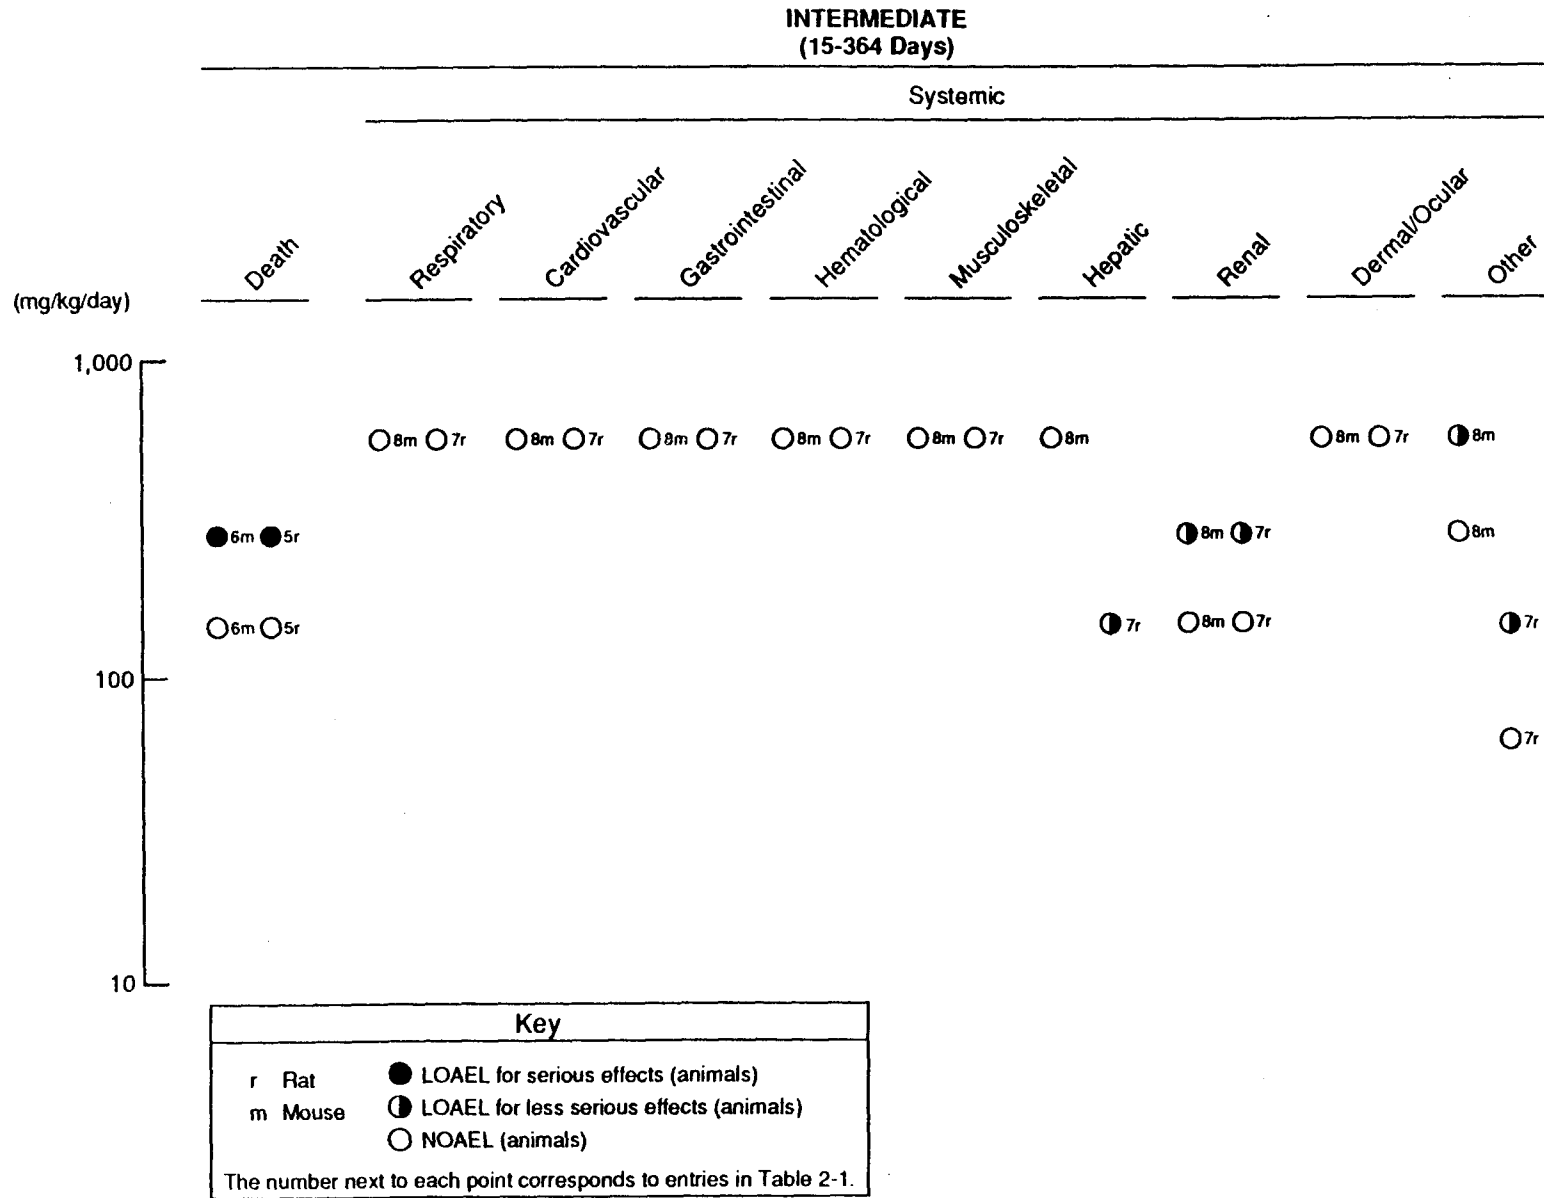 INTERMEDIATE
(15-364 Days)
Systemic
Death
Respiratory
Cardiovascular
Gastrointestinal
Hematological
Musculoskeletal
Hepatic
Renal
Dermal/Ocular
Other
(mg/kg/day)
1,000
8m 7r 8m 7r 8m 7r 8m 7r 8m 7r 8m 8m 7r 8m
6m 5r 8m 7r 8m
6m 5r 7r 8m 7r 7r
100
7r
10
Key
r Rat LOAEL for serious effects (animals)
m Mouse LOAEL for less serious effects (animals)
NOAEL (animals)
The number next to each point corresponds to entries in Table 2-1.